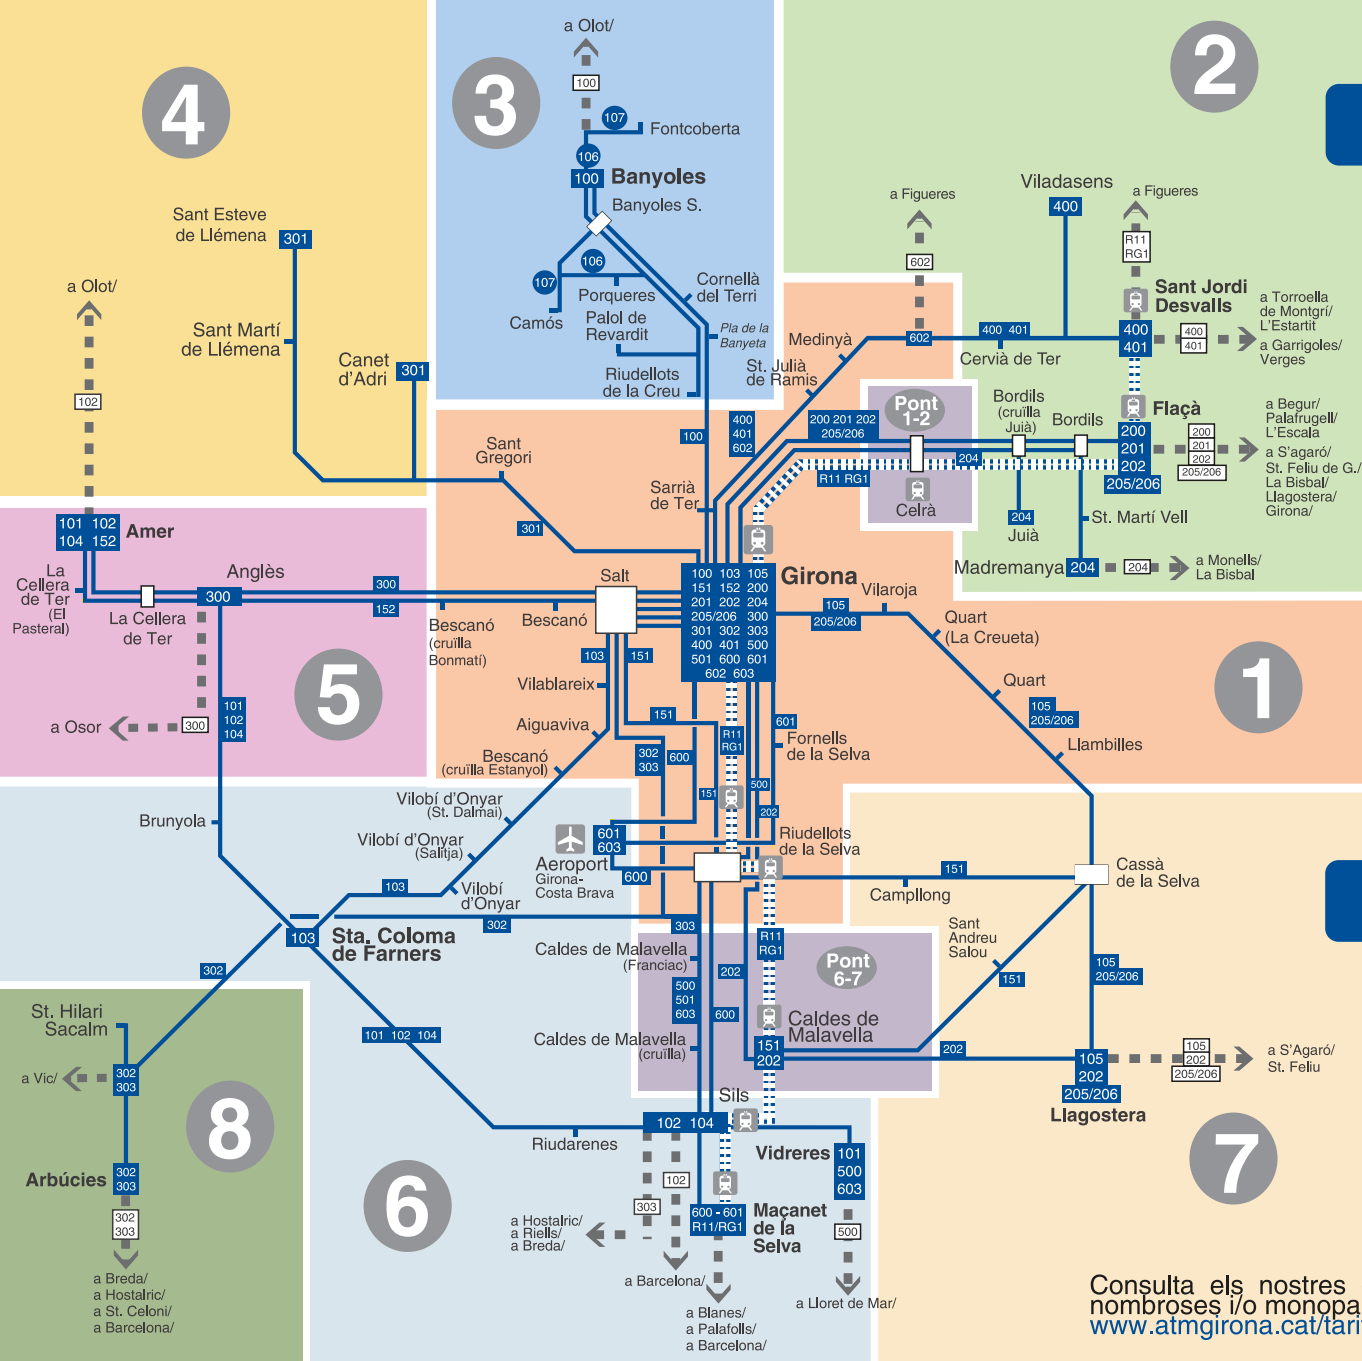 4
3
2
a Olot/
100
107
Fontcoberta
106
100
Banyoles
Banyoles S.
106
107
Porqueres
Camós
Palol de
Revardit
Riudellots
de la Creu
Cornellà
del Terri
Pla de la
Banyeta
100
Sant Esteve
de Llémena
301
Sant Martí
de Llémena
Canet
d'Adri
301
a Olot/
102
Sant
Gregori
301
a Figueres
602
Viladasens
400
a Figueres
R11
RG1
Sant Jordi
Desvalls
400
401
a Torroella
de Montgrí/
L'Estartit
a Garrigoles/
Verges
400
401
Medinyà
602
400 401
Cervià de Ter
St. Julià
de Ramis
400
401
602
Pont
1-2
200 201 202
205/206
204
R11 RG1
Celrà
Bordils
(cruïlla
Juià)
Bordils
Flaçà
200
201
202
205/206
200
201
202
205/206
a Begur/
Palafrugell/
L'Escala
a S'agaró/
St. Feliu de G./
La Bisbal/
Llagostera/
Girona/
204
Juià
St. Martí Vell
Madremanya
204
204
a Monells/
La Bisbal
Sarrià
de Ter
101 102
104 152
Amer
La
Cellera
de Ter
(El
Pasteral)
La Cellera
de Ter
Anglès
300
300
152
Bescanó
(cruïlla
Bonmatí)
Bescanó
Salt
100 103 105
151 152 200
201 202 204
205/206 300
301 302 303
400 401 500
501 600 601
602 603
Girona
Vilaroja
105
205/206
Quart
(La Creueta)
Quart
105
205/206
Llambilles
1
5
a Osor
300
101
102
104
103
151
Vilablareix
Aiguaviva
Bescanó
(cruïlla Estanyol)
Vilobí d'Onyar
(St. Dalmai)
Vilobí d'Onyar
(Salitja)
Vilobí
d'Onyar
103
151
302
303
600
R11
RG1
601
Fornells
de la Selva
151
500
202
Riudellots
de la Selva
Brunyola
601
603
Aeroport
Girona-
Costa Brava
600
151
Campllong
Cassà
de la Selva
103
Sta. Coloma
de Farners
302
303
302
Caldes de Malavella
(Franciac)
500
501
603
Caldes de Malavella
(cruïlla)
202
600
R11
RG1
Pont
6-7
Caldes de
Malavella
151
202
Sant
Andreu
Salou
151
105
205/206
202
105
202
205/206
Llagostera
105
202
205/206
a S'Agaró/
St. Feliu
St. Hilari
Sacalm
a Vic/
302
303
8
Arbúcies
302
303
302
303
a Breda/
a Hostalric/
a St. Celoni/
a Barcelona/
101 102 104
Riudarenes
6
Sils
102 104
102
303
a Hostalric/
a Riells/
a Breda/
a Barcelona/
Vidreres
101
500
603
600 - 601
R11/RG1
Maçanet
de la
Selva
500
a Blanes/
a Palafolls/
a Barcelona/
a Lloret de Mar/
7
Consulta els nostres
nombroses i/o monopa
www.atmgirona.cat/tari